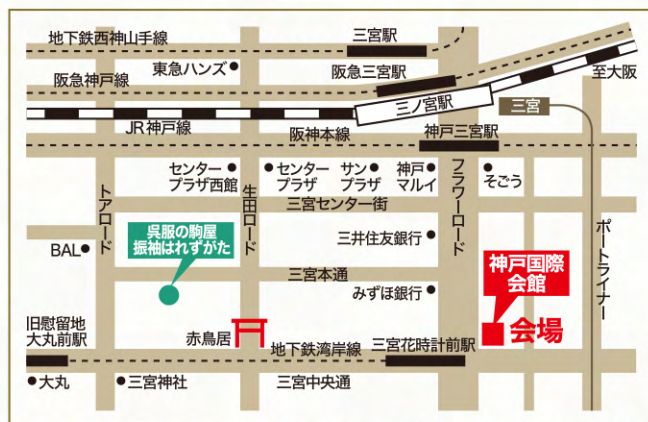 地下鉄西神山手線
三宮駅
東急ハンズ
阪急三宮駅
阪急神戸線
至大阪
三ノ宮駅
三宮
JR神戸線
阪神本線
神戸三宮駅
センター
プラザ西館
センター
プラザ
サン
プラザ
神戸
マルイ
そごう
トアロード
生田ロード
フラワーロード
ポートライナー
三宮センター街
呉服の駒屋
振袖はれずがた
BAL
三井住友銀行
神戸国際
会館
三宮本通
みずほ銀行
会場
旧慰留地
大丸前駅
赤鳥居
地下鉄湾岸線
三宮花時計前駅
大丸
三宮神社
三宮中央通